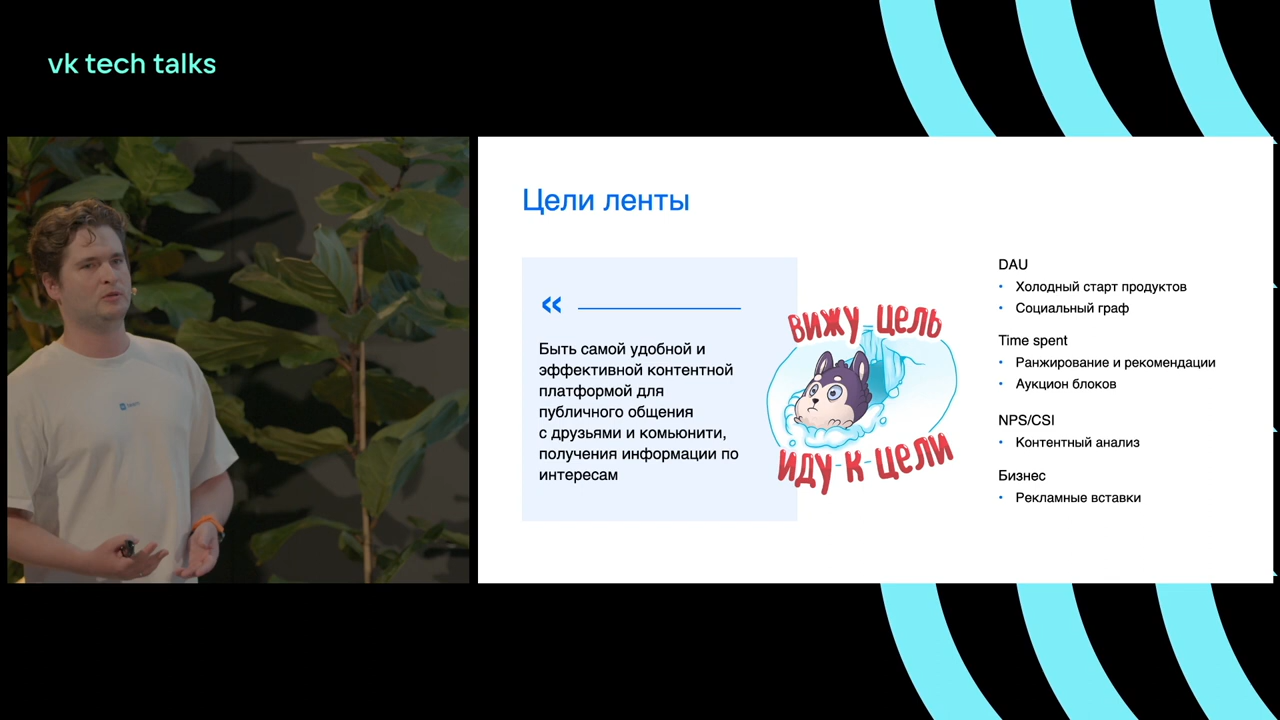 vk tech talks
Цели ленты
«
Быть самой удобной и
эффективной контентной
платформой для
публичного общения
с друзьями и комьюнити,
получения информации по
интересам
ВИЖУ ЦЕЛЬ
ИДУ К ЦЕЛИ
DAU
• Холодный старт продуктов
• Социальный граф
Time spent
• Ранжирование и рекомендации
• Аукцион блоков
NPS/CSI
• Контентный анализ
Бизнес
• Рекламные вставки